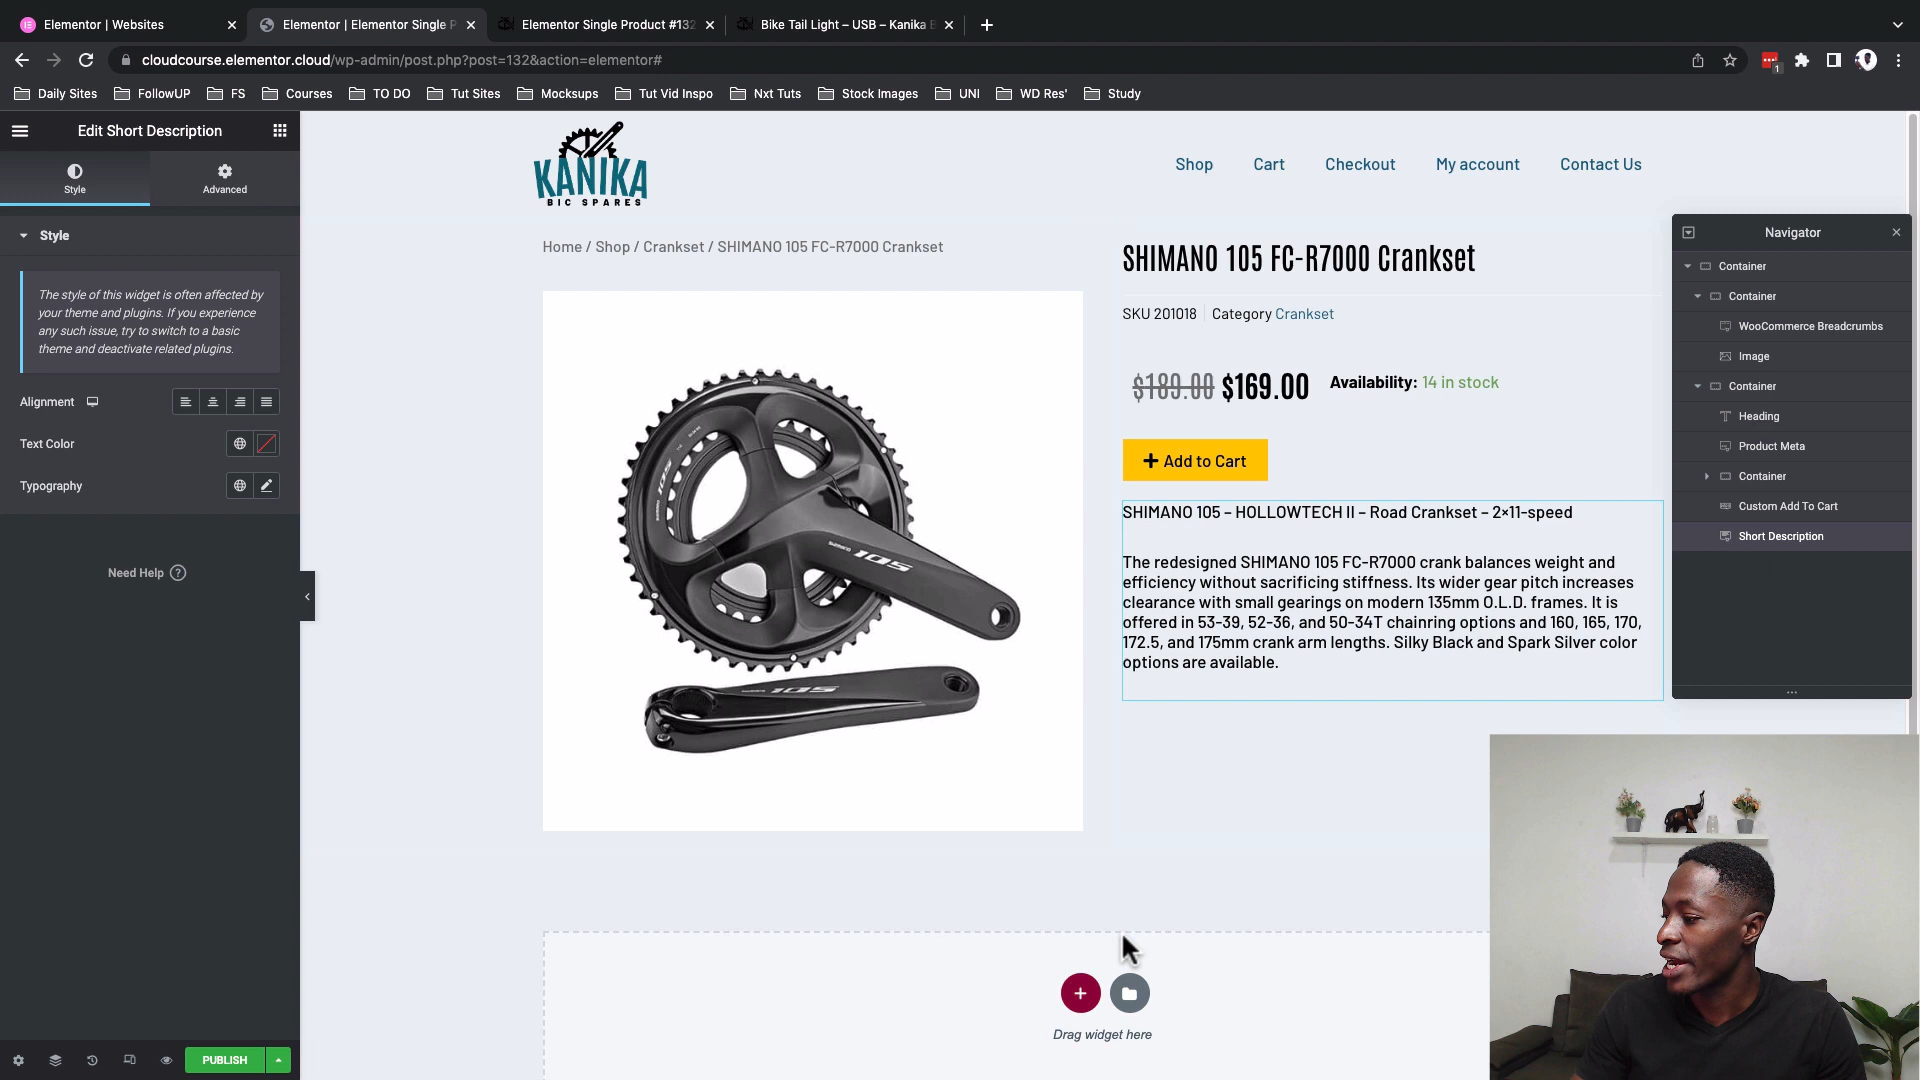 Elementor | Websites
Elementor | Elementor Single P
Elementor Single Product #132
Bike Tail Light – USB – Kanika B
cloudcourse.elementor.cloud/wp-admin/post.php?post=132&action=elementor#
1
Daily Sites
FollowUP
FS
Courses
TO DO
Tut Sites
Mocksups
Tut Vid Inspo
Nxt Tuts
Stock Images
UNI
WD Res'
Study
Edit Short Description
Style
Advanced
Style
The style of this widget is often affected by
your theme and plugins. If you experience
any such issue, try to switch to a basic
theme and deactivate related plugins.
Alignment
Text Color
Typography
Need Help
PUBLISH
KANIKA
BIC SPARES
Shop
Cart
Checkout
My account
Contact Us
Home / Shop / Crankset / SHIMANO 105 FC-R7000 Crankset
105
105
SHIMANO 105 FC-R7000 Crankset
SKU 201018
Category Crankset
$189.00 $169.00
Availability: 14 in stock
Add to Cart
SHIMANO 105 – HOLLOWTECH II – Road Crankset – 2×11-speed
The redesigned SHIMANO 105 FC-R7000 crank balances weight and
efficiency without sacrificing stiffness. Its wider gear pitch increases
clearance with small gearings on modern 135mm O.L.D. frames. It is
offered in 53-39, 52-36, and 50-34T chainring options and 160, 165, 170,
172.5, and 175mm crank arm lengths. Silky Black and Spark Silver color
options are available.
Drag widget here
Navigator
Container
Container
WooCommerce Breadcrumbs
Image
Container
Heading
Product Meta
Container
Custom Add To Cart
Short Description